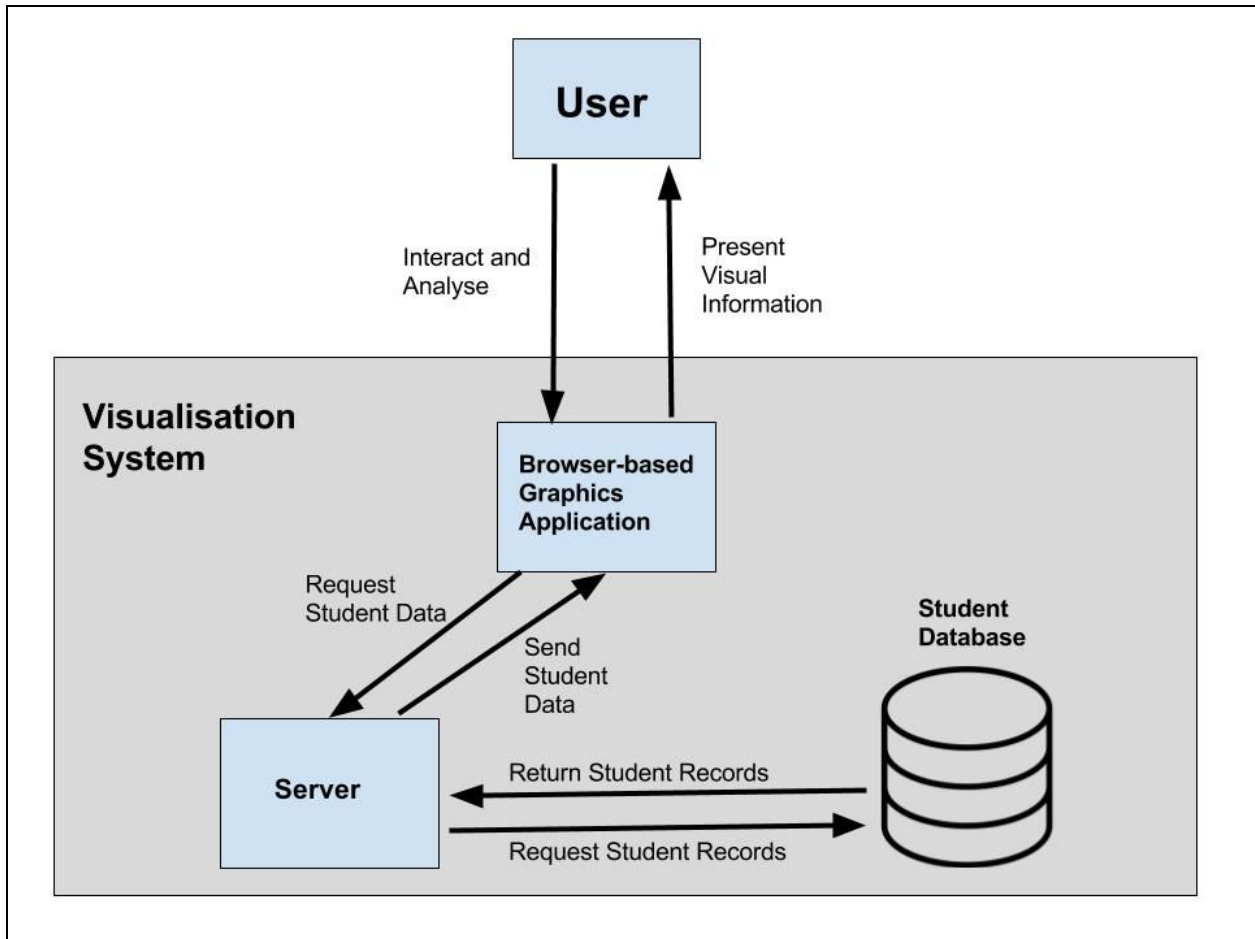 User
Interact and
Analyse
Present
Visual
Information
Visualisation
System
Browser-based
Graphics
Application
Request
Student Data
Send
Student
Data
Student
Database
Server
Return Student Records
Request Student Records